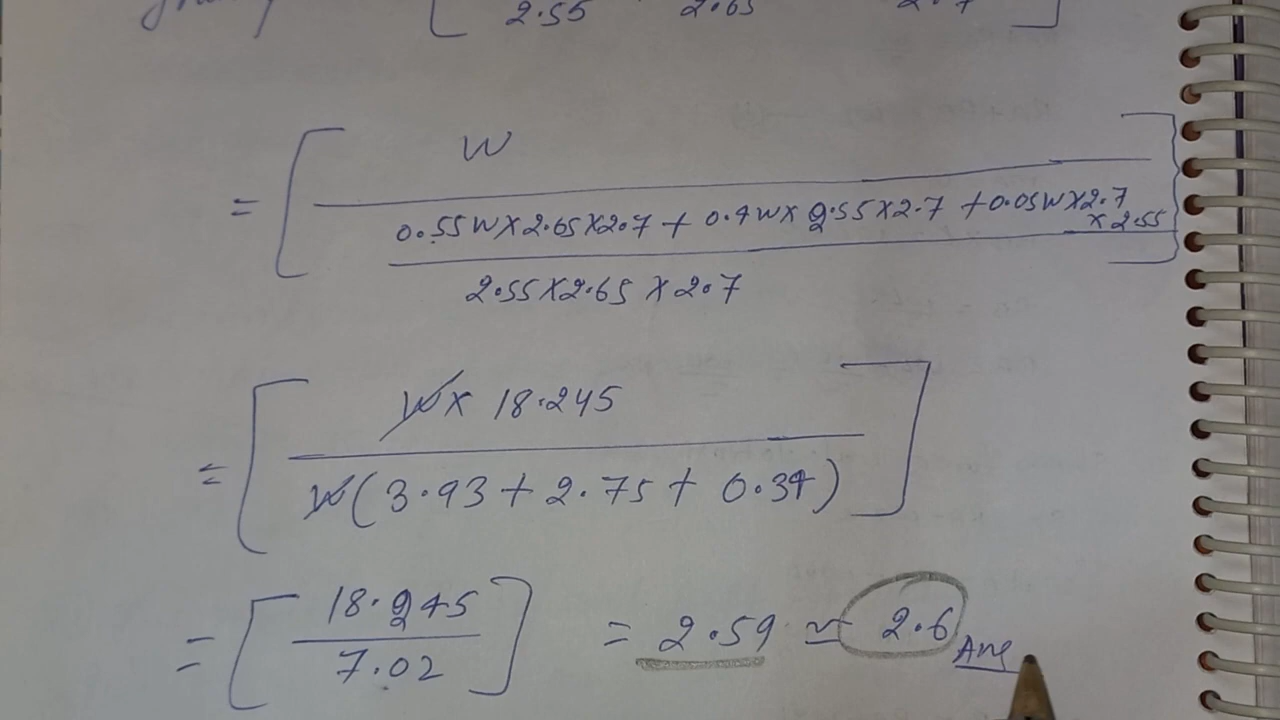 2.55 2.65 2.7
W
= [ 0.55W×2.65×2.7 + 0.4W× 2.55×2.7 + 0.05W×2.7
× 2.55 ]
2.55×2.65 ×2.7
W× 18.245
= [ W(3.93+ 2.75+ 0.34) ]
= [ 18.245
7.02 ] = 2.59 ≃ 2.6 Ans